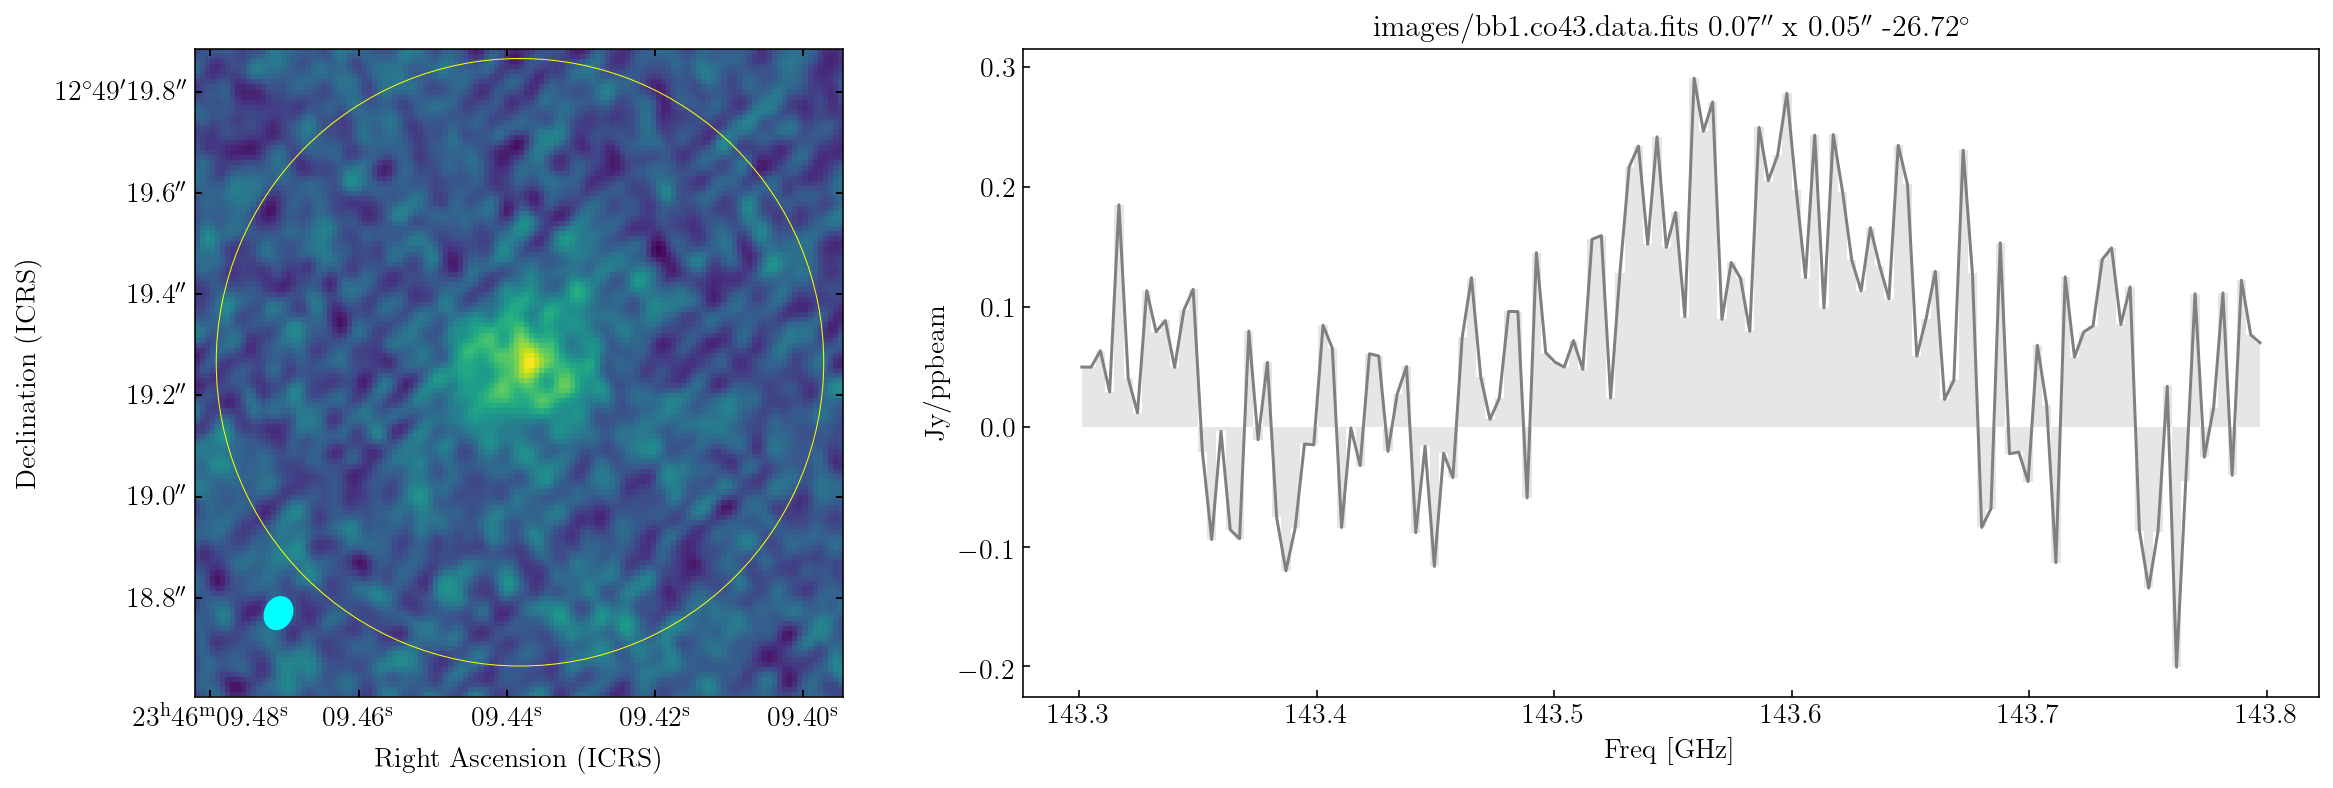 images/bb1.co43.data.fits 0.07″ x 0.05″ -26.72°
12°49′19.8″
19.6″
19.4″
19.2″
19.0″
18.8″
Declination (ICRS)
23ʰ46ᵐ09.48ˢ 09.46ˢ 09.44ˢ 09.42ˢ 09.40ˢ
Right Ascension (ICRS)
0.3
0.2
0.1
0.0
−0.1
−0.2
Jy/ppbeam
143.3 143.4 143.5 143.6 143.7 143.8
Freq [GHz]